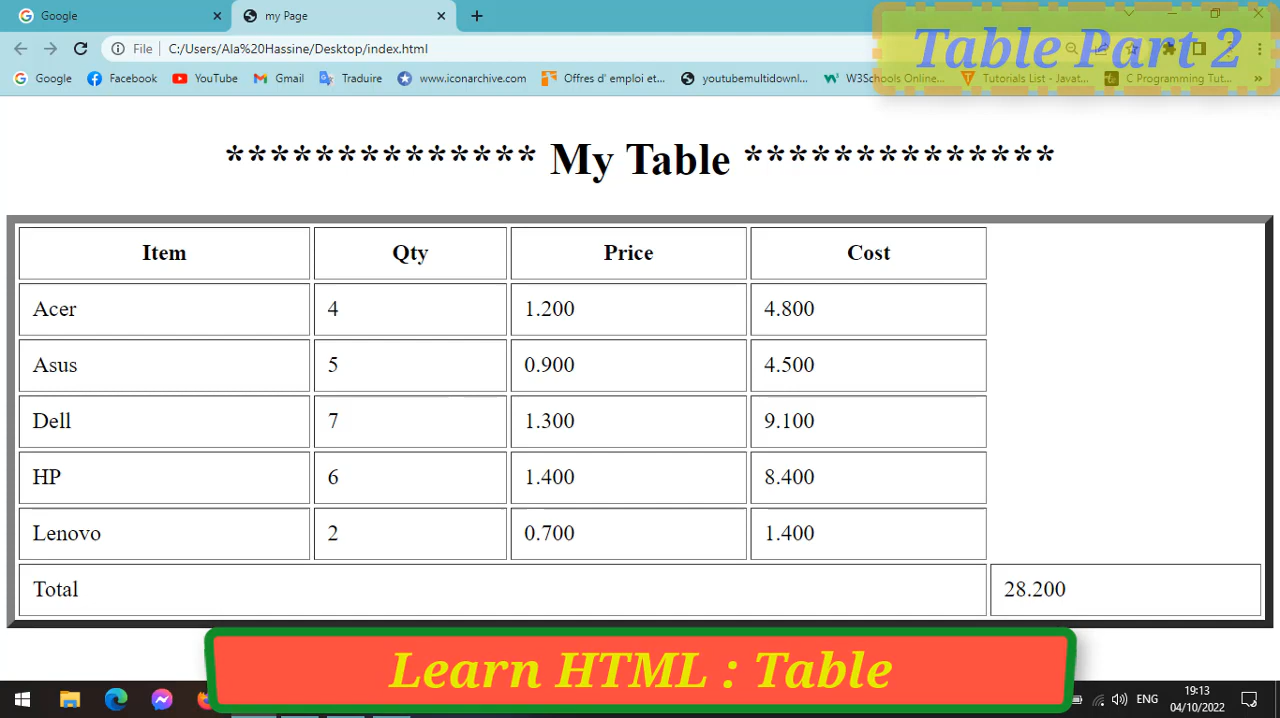 Google
my Page
Table Part 2
File
C:/Users/Ala%20Hassine/Desktop/index.html
Google Facebook YouTube Gmail Traduire www.iconarchive.com Offres d' emploi et... youtubemultidownl... W3Schools Online... Tutorials List - Javat... C Programming Tut... »
************** My Table **************
Item Qty Price Cost
Acer 4 1.200 4.800
Asus 5 0.900 4.500
Dell 7 1.300 9.100
HP 6 1.400 8.400
Lenovo 2 0.700 1.400
Total 28.200
Learn HTML : Table
ENG
19:13
04/10/2022